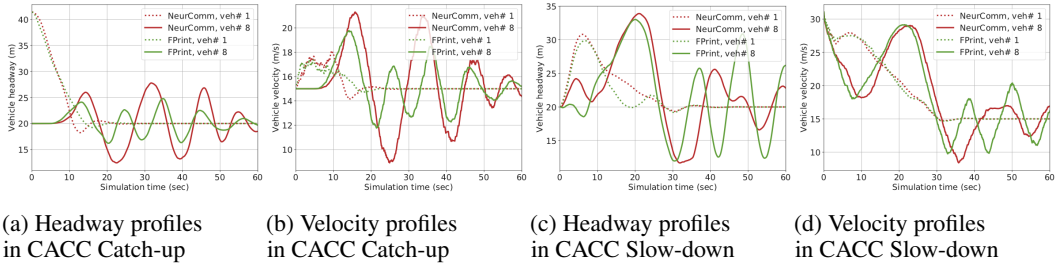 NeurComm, veh# 1
NeurComm, veh# 8
FPrint, veh# 1
FPrint, veh# 8
Vehicle headway (m)
40
35
30
25
20
15
0 10 20 30 40 50 60
Simulation time (sec)
NeurComm, veh# 1
NeurComm, veh# 8
FPrint, veh# 1
FPrint, veh# 8
Vehicle velocity (m/s)
20
18
16
14
12
10
0 10 20 30 40 50 60
Simulation time (sec)
NeurComm, veh# 1
NeurComm, veh# 8
FPrint, veh# 1
FPrint, veh# 8
Vehicle headway (m)
35
30
25
20
15
0 10 20 30 40 50 60
Simulation time (sec)
NeurComm, veh# 1
NeurComm, veh# 8
FPrint, veh# 1
FPrint, veh# 8
Vehicle velocity (m/s)
30
25
20
15
10
0 10 20 30 40 50 60
Simulation time (sec)
(a) Headway profiles
in CACC Catch-up
(b) Velocity profiles
in CACC Catch-up
(c) Headway profiles
in CACC Slow-down
(d) Velocity profiles
in CACC Slow-down